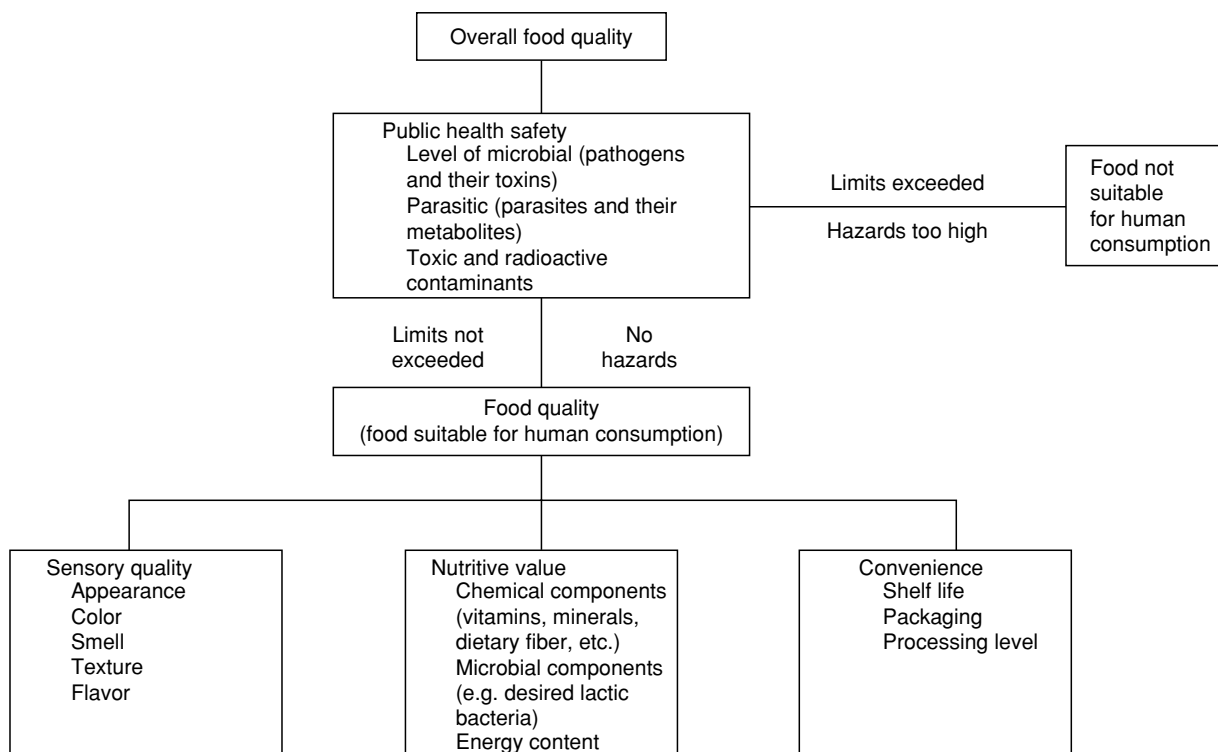 Overall food quality
Public health safety
Level of microbial (pathogens
and their toxins)
Parasitic (parasites and their
metabolites)
Toxic and radioactive
contaminants
Limits exceeded
Hazards too high
Food not
suitable
for human
consumption
Limits not
exceeded
No
hazards
Food quality
(food suitable for human consumption)
Sensory quality
Appearance
Color
Smell
Texture
Flavor
Nutritive value
Chemical components
(vitamins, minerals,
dietary fiber, etc.)
Microbial components
(e.g. desired lactic
bacteria)
Energy content
Convenience
Shelf life
Packaging
Processing level